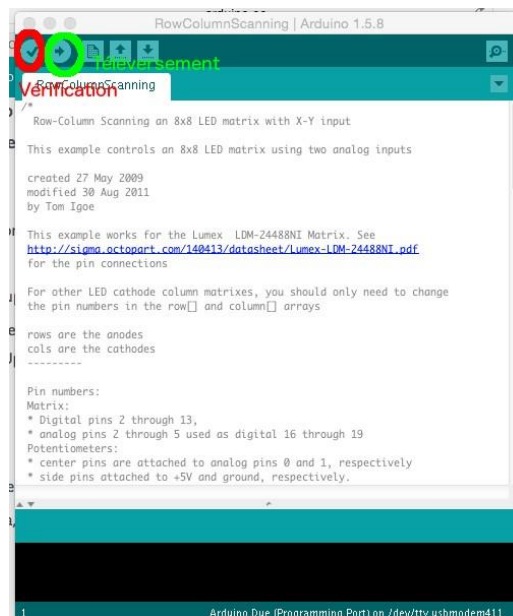 RowColumnScanning | Arduino 1.5.8
Téléversement
RowColumnScanning
Vérification
/*
Row-Column Scanning an 8x8 LED matrix with X-Y input
This example controls an 8x8 LED matrix using two analog inputs
created 27 May 2009
modified 30 Aug 2011
by Tom Igoe
This example works for the Lumex  LDM-24488NI Matrix. See
http://sigma.octopart.com/140413/datasheet/Lumex-LDM-24488NI.pdf
for the pin connections
For other LED cathode column matrixes, you should only need to change
the pin numbers in the row[] and column[] arrays
rows are the anodes
cols are the cathodes
---------
Pin numbers:
Matrix:
* Digital pins 2 through 13,
* analog pins 2 through 5 used as digital 16 through 19
Potentiometers:
* center pins are attached to analog pins 0 and 1, respectively
* side pins attached to +5V and ground, respectively.
1
Arduino Due (Programming Port) on /dev/tty.usbmodem411